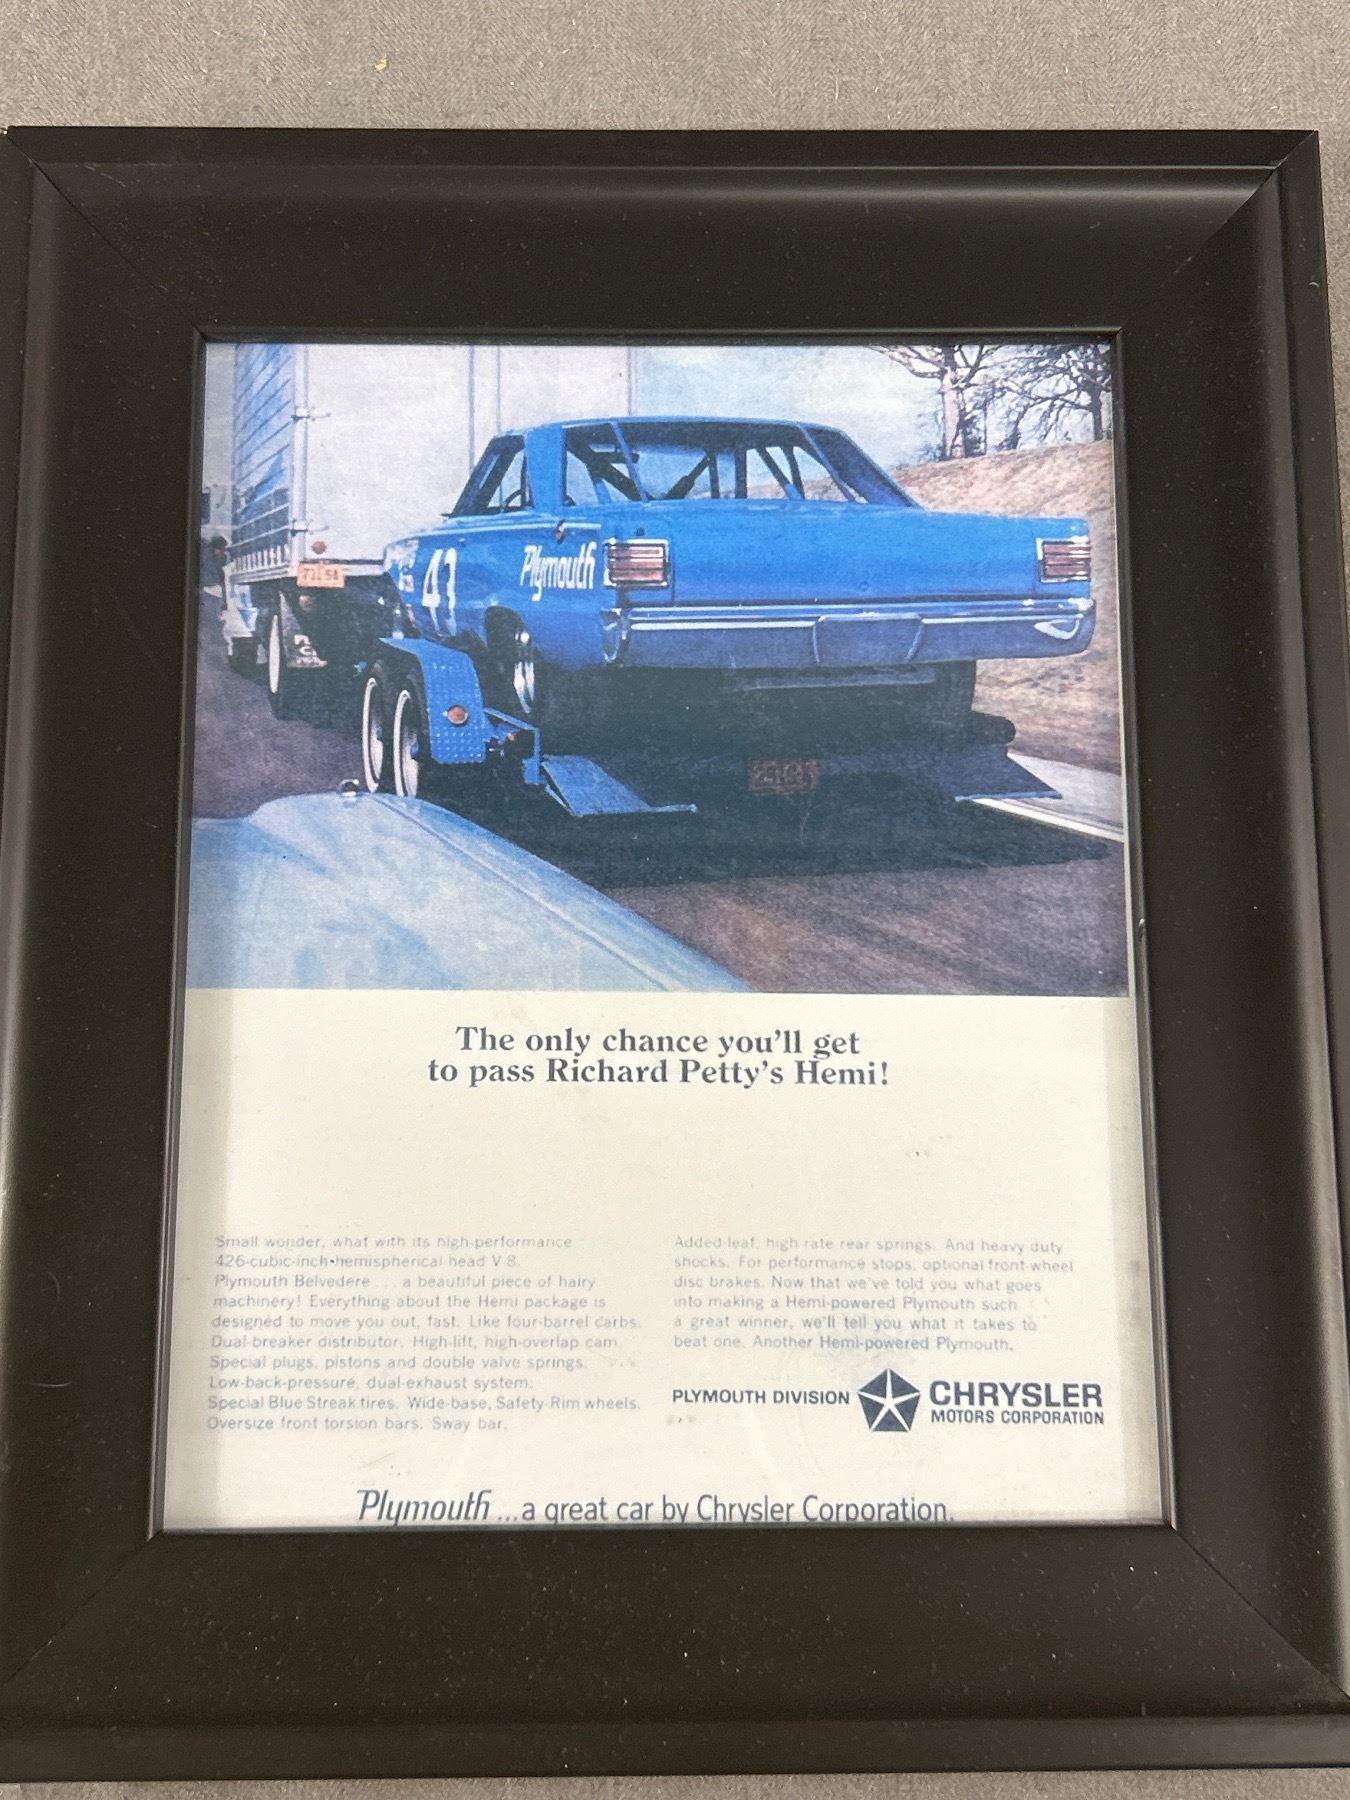 43
Plymouth
The only chance you'll get
to pass Richard Petty's Hemi!
Small wonder, what with its high-performance
426-cubic-inch-hemispherical head V-8.
Plymouth Belvedere . . . a beautiful piece of hairy
machinery! Everything about the Hemi package is
designed to move you out, fast. Like four-barrel carbs.
Dual-breaker distributor. High-lift, high-overlap cam.
Special plugs, pistons and double valve springs.
Low-back-pressure, dual-exhaust system.
Special Blue Streak tires. Wide-base, Safety-Rim wheels.
Oversize front torsion bars. Sway bar.
Added-leaf, high rate rear springs. And heavy-duty
shocks. For performance stops, optional front-wheel
disc brakes. Now that we've told you what goes
into making a Hemi-powered Plymouth such
a great winner, we'll tell you what it takes to
beat one. Another Hemi-powered Plymouth.
PLYMOUTH DIVISION CHRYSLER
MOTORS CORPORATION
Plymouth ...a great car by Chrysler Corporation.